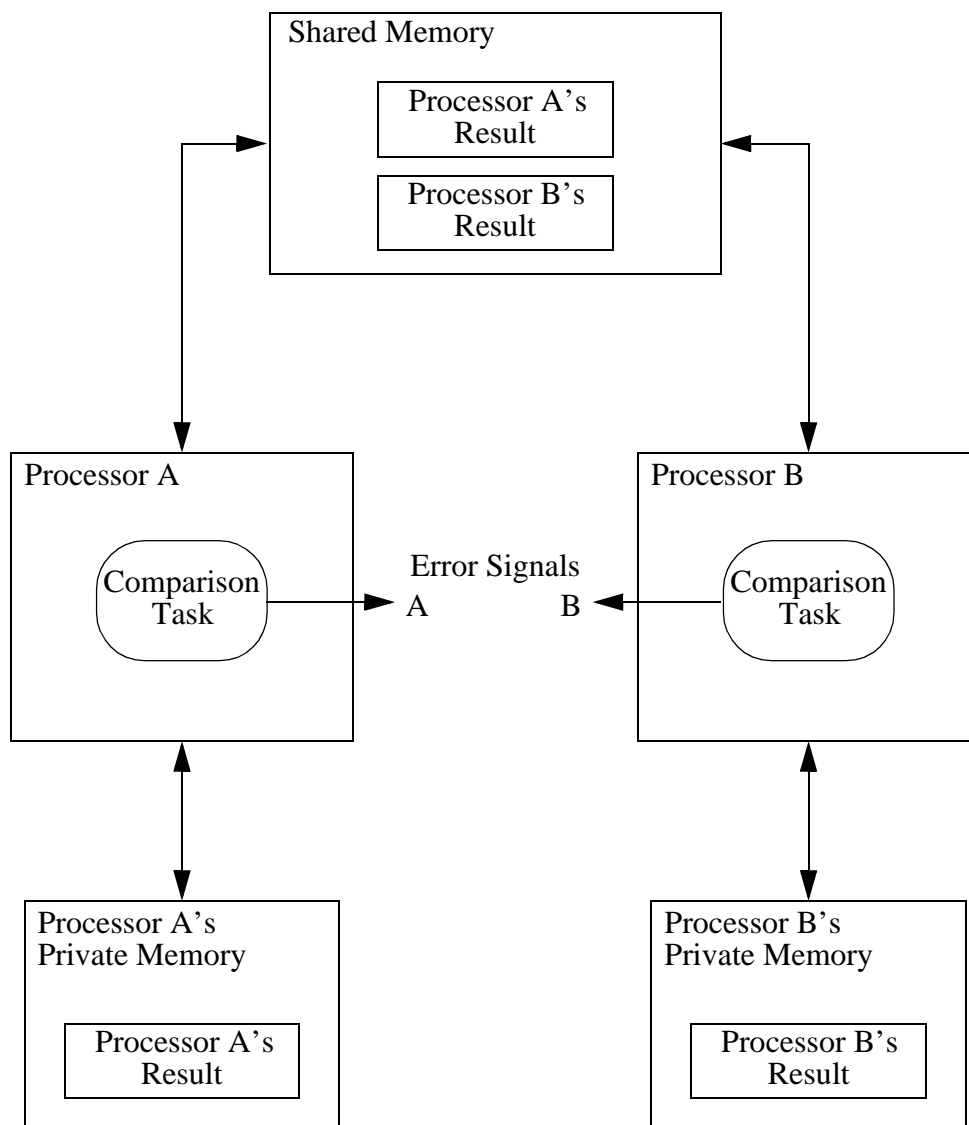 Shared Memory
Processor A’s
Result
Processor B’s
Result
Processor A
Processor B
Comparison
Task
Error Signals
A
B
Comparison
Task
Processor A’s
Private Memory
Processor B’s
Private Memory
Processor A’s
Result
Processor B’s
Result